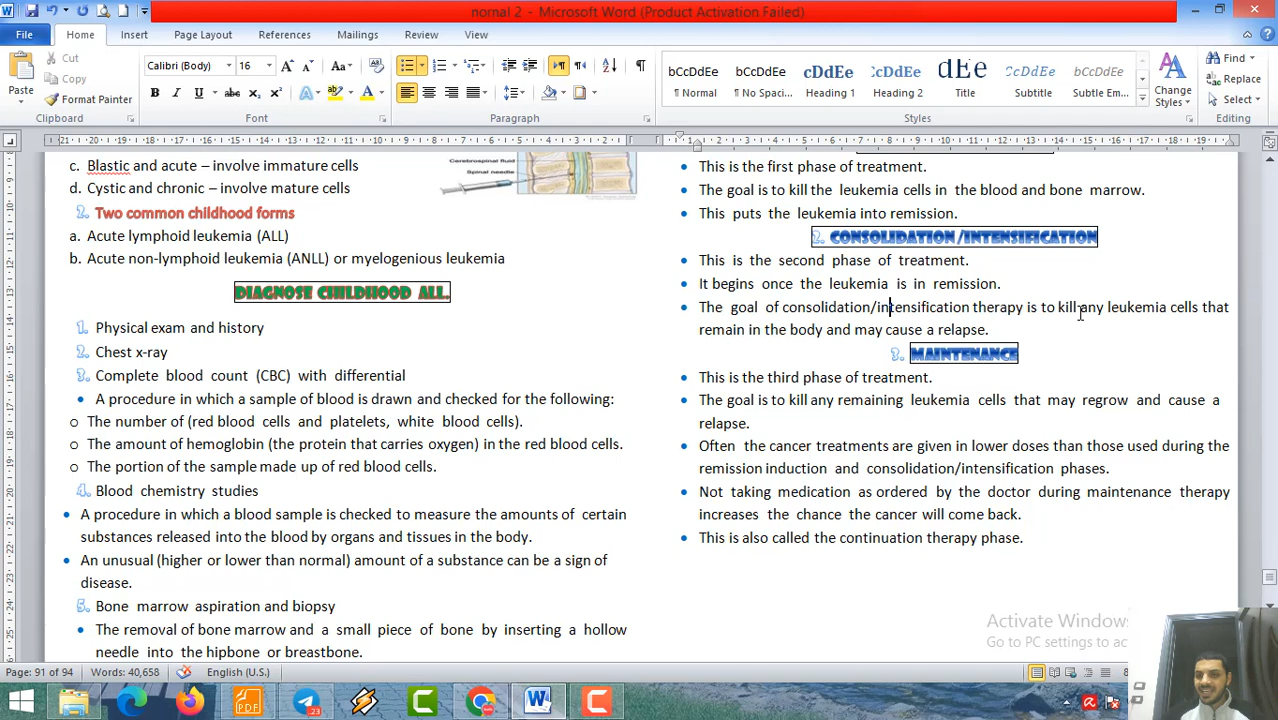 nornal 2 - Microsoft Word (Product Activation Failed)
File Home Insert Page Layout References Mailings Review View
Paste
Cut
Copy
Format Painter
Clipboard
Calibri (Body) 16
Font
Paragraph
AaBbCcDdEe
¶ Normal
¶ No Spaci...
Heading 1
Heading 2
Title
Subtitle
Subtle Em...
Styles
Change Styles
Find
Replace
Select
Editing
c. Blastic and acute – involve immature cells
d. Cystic and chronic – involve mature cells
Cerebrospinal fluid
Spinal needle
2. Two common childhood forms
a. Acute lymphoid leukemia (ALL)
b. Acute non-lymphoid leukemia (ANLL) or myelogenious leukemia
DIAGNOSE CHILDHOOD ALL.
1. Physical exam and history
2. Chest x-ray
3. Complete blood count (CBC) with differential
• A procedure in which a sample of blood is drawn and checked for the following:
o The number of (red blood cells and platelets, white blood cells).
o The amount of hemoglobin (the protein that carries oxygen) in the red blood cells.
o The portion of the sample made up of red blood cells.
4. Blood chemistry studies
• A procedure in which a blood sample is checked to measure the amounts of certain
substances released into the blood by organs and tissues in the body.
• An unusual (higher or lower than normal) amount of a substance can be a sign of
disease.
5. Bone marrow aspiration and biopsy
• The removal of bone marrow and a small piece of bone by inserting a hollow
needle into the hipbone or breastbone.
• This is the first phase of treatment.
• The goal is to kill the leukemia cells in the blood and bone marrow.
• This puts the leukemia into remission.
2. CONSOLIDATION /INTENSIFICATION
• This is the second phase of treatment.
• It begins once the leukemia is in remission.
• The goal of consolidation/intensification therapy is to kill any leukemia cells that
remain in the body and may cause a relapse.
3. MAINTENANCE
• This is the third phase of treatment.
• The goal is to kill any remaining leukemia cells that may regrow and cause a
relapse.
• Often the cancer treatments are given in lower doses than those used during the
remission induction and consolidation/intensification phases.
• Not taking medication as ordered by the doctor during maintenance therapy
increases the chance the cancer will come back.
• This is also called the continuation therapy phase.
Activate Windows
Go to PC settings to ac
Page: 91 of 94 Words: 40,658 English (U.S.)
23